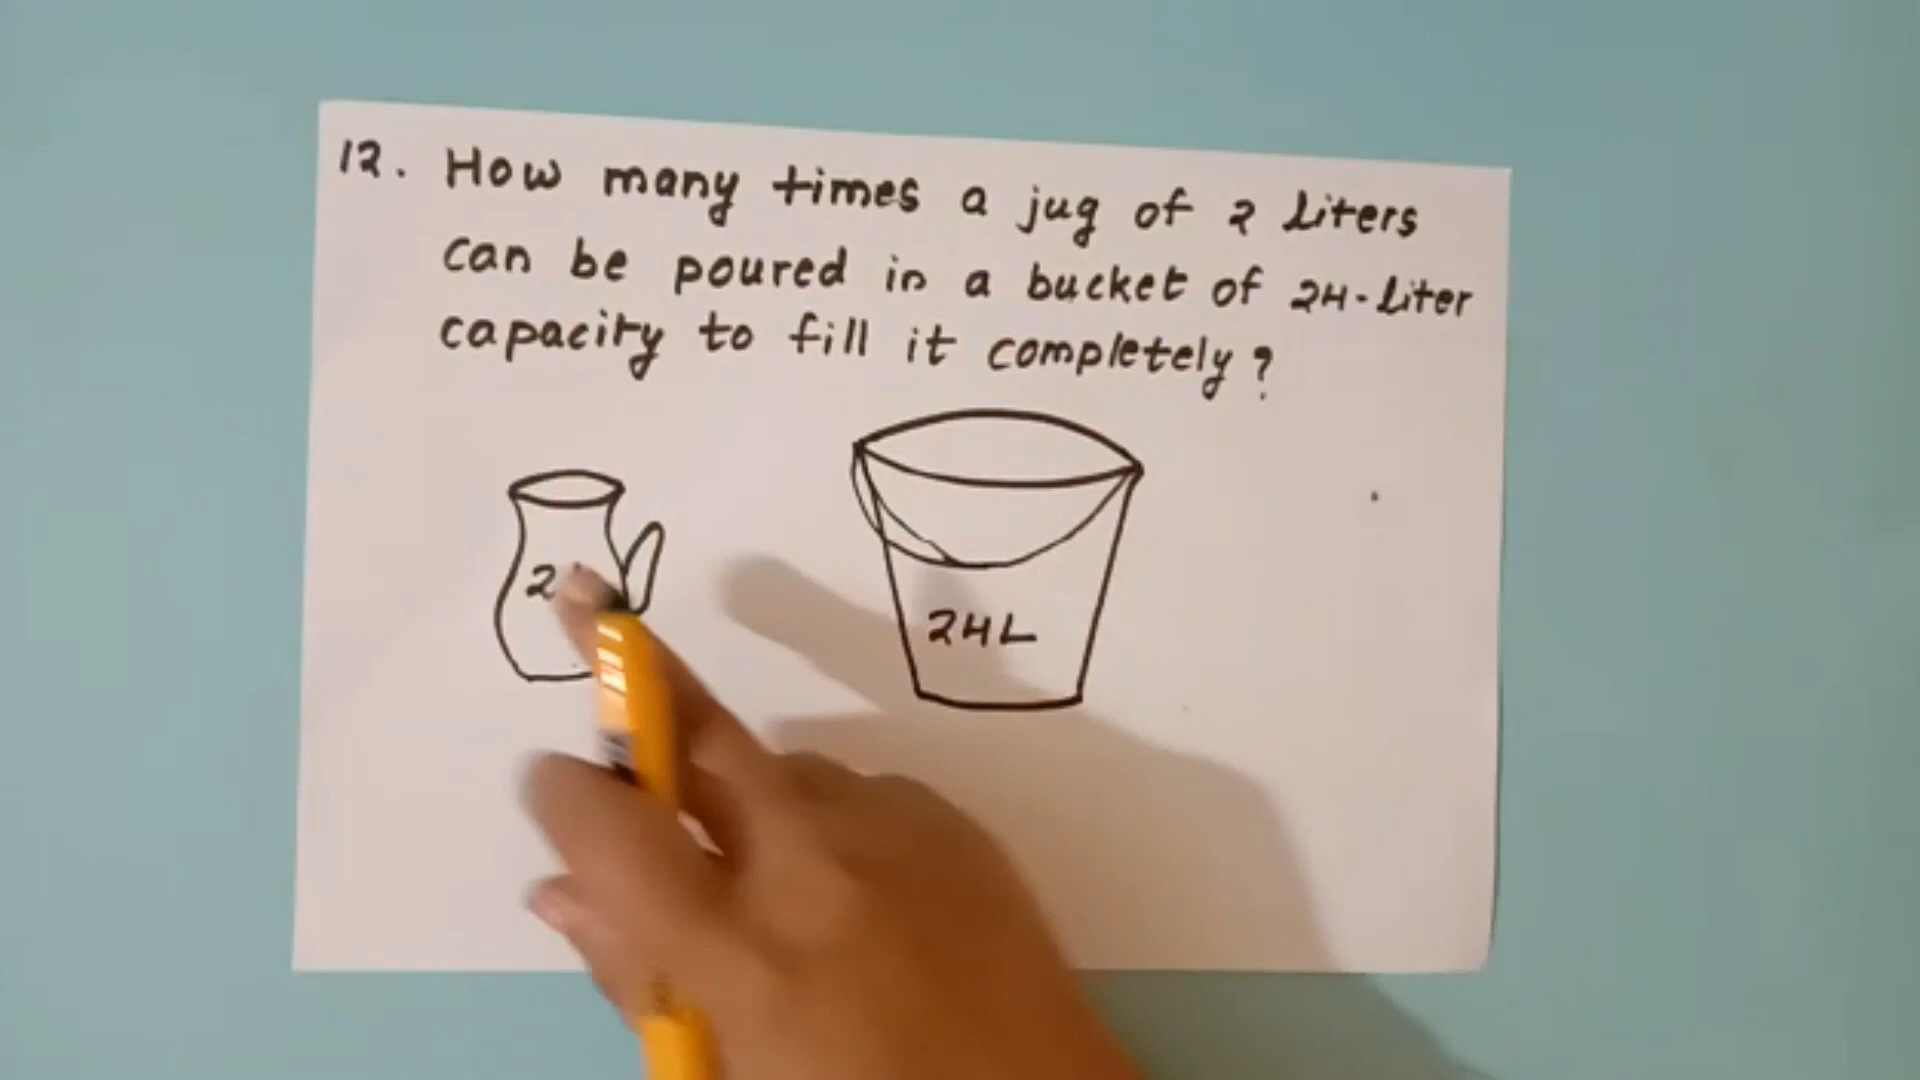 12. How many times a jug of 2 liters
can be poured in a bucket of 24-liter
capacity to fill it completely?
2
24L